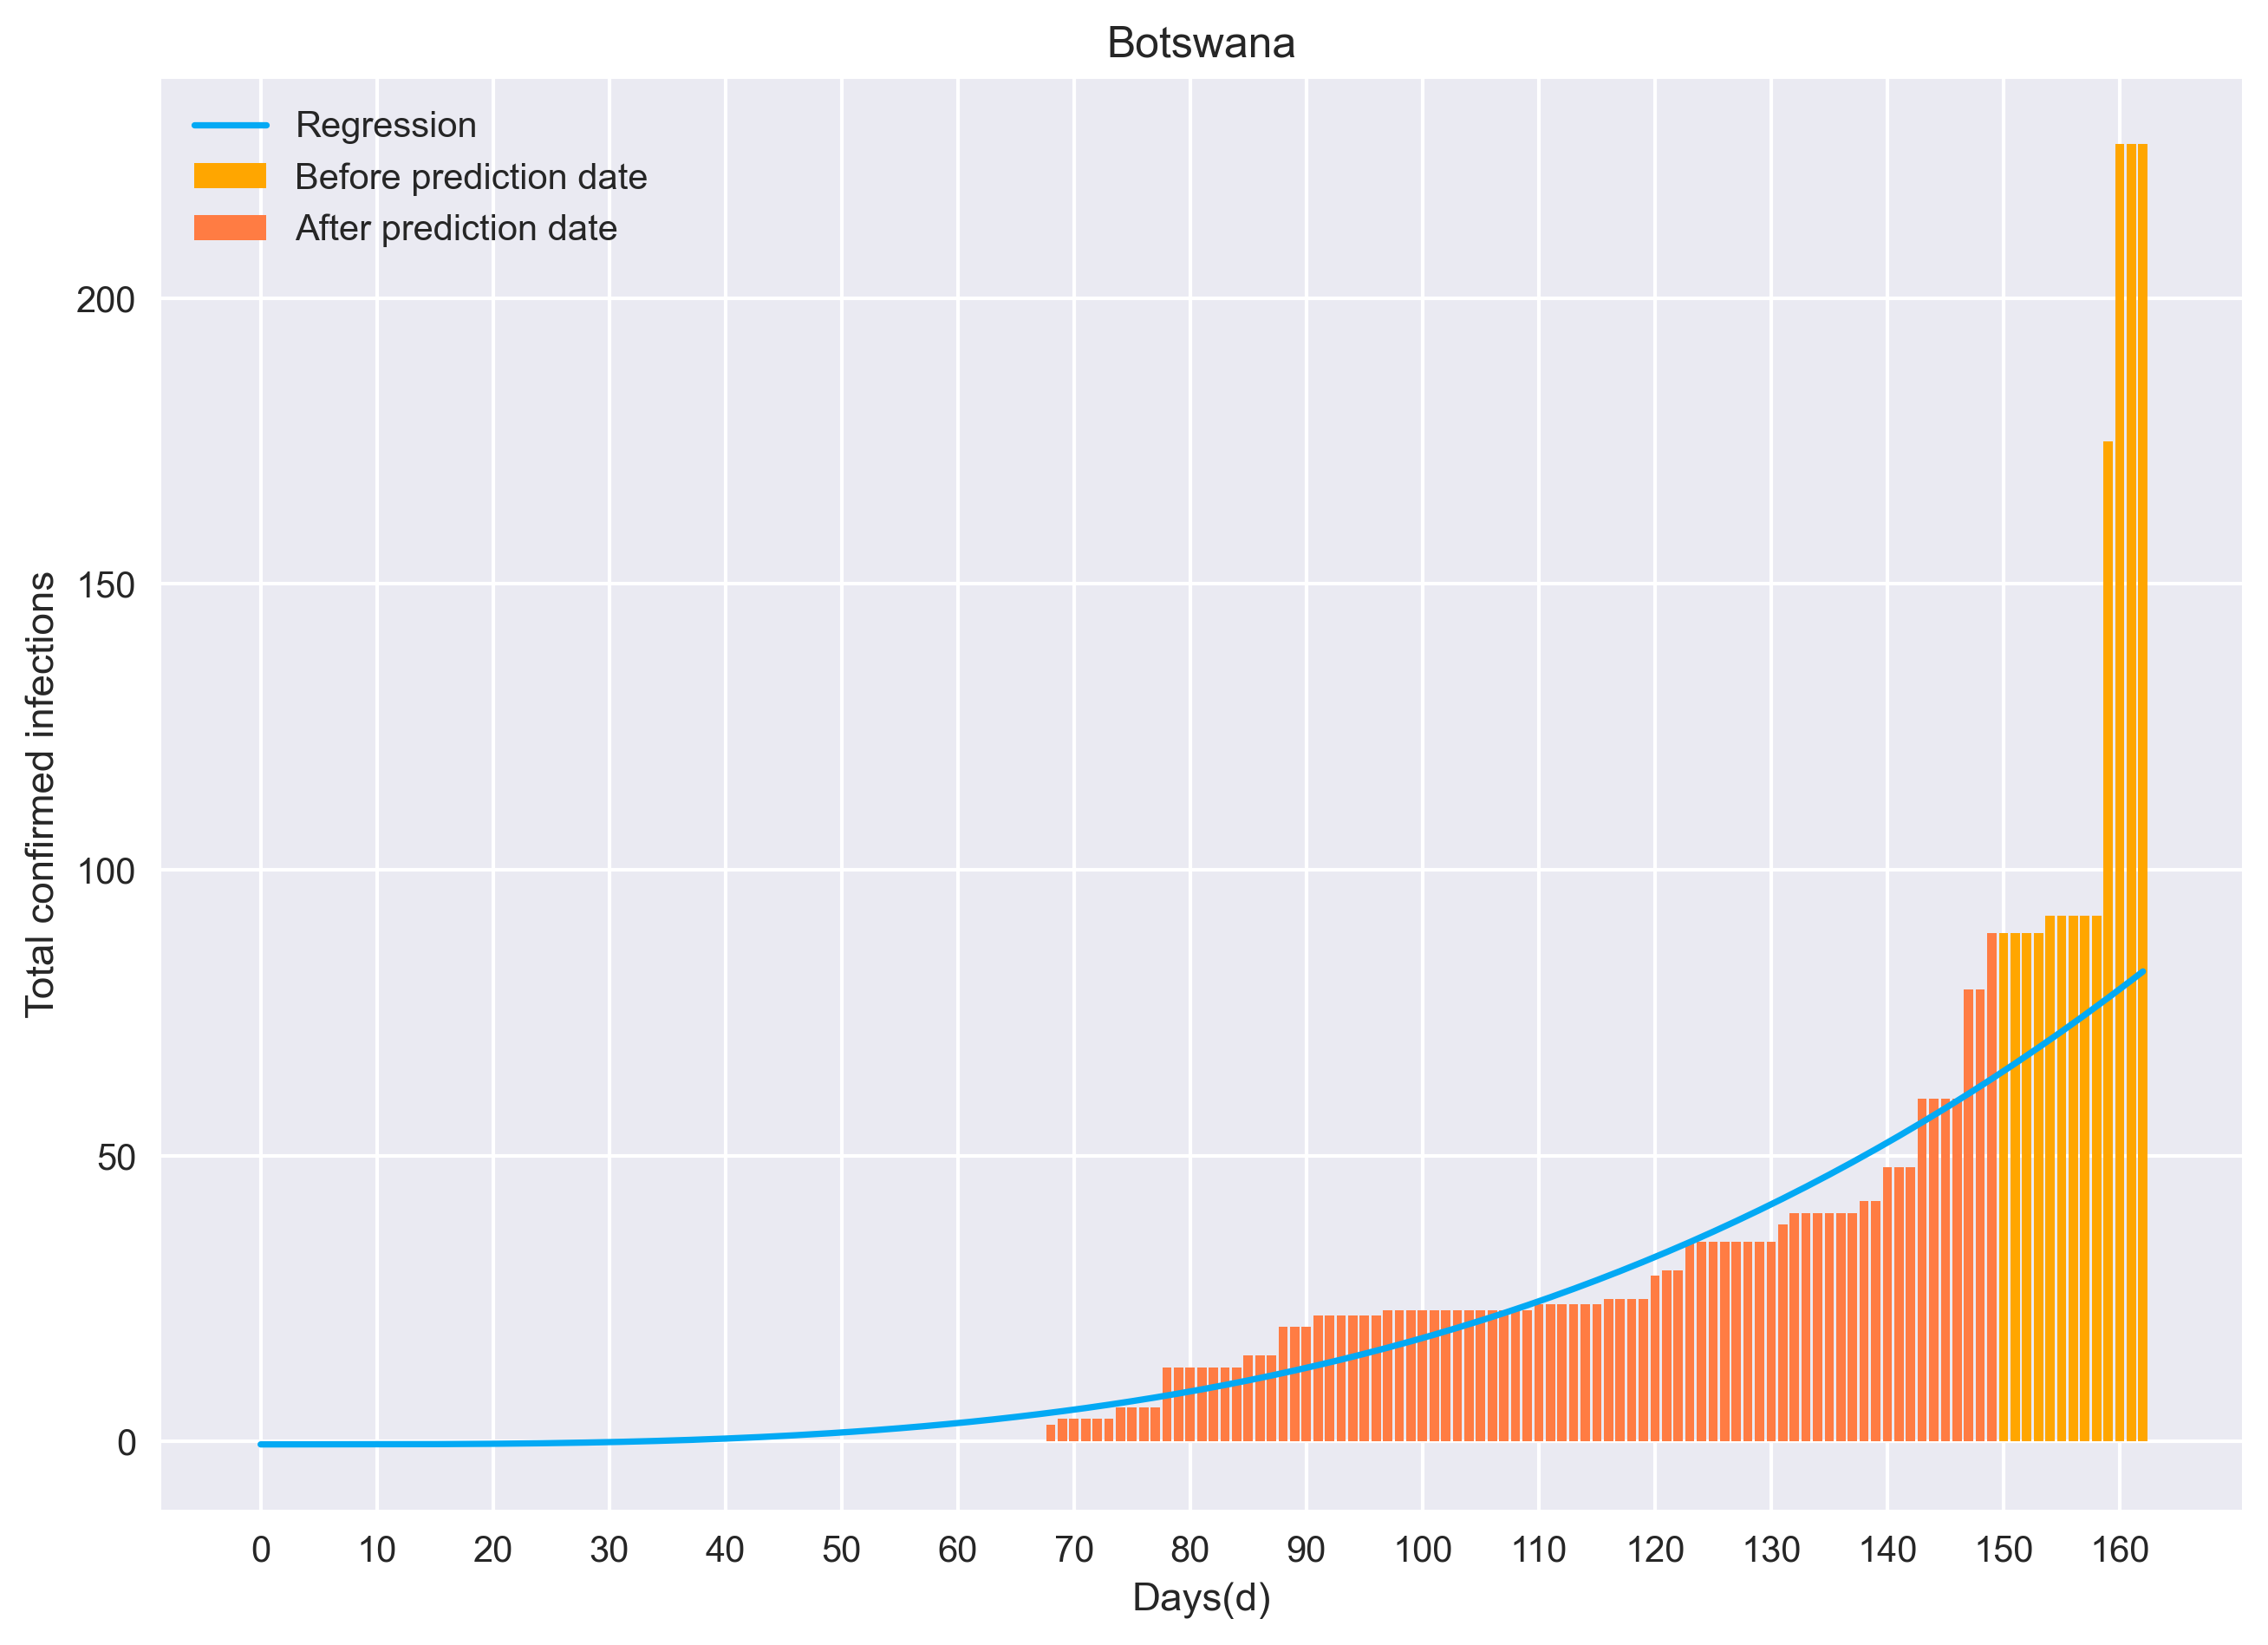 Botswana
Regression
Before prediction date
After prediction date
200
150
100
50
0
Total confirmed infections
0 10 20 30 40 50 60 70 80 90 100 110 120 130 140 150 160
Days(d)